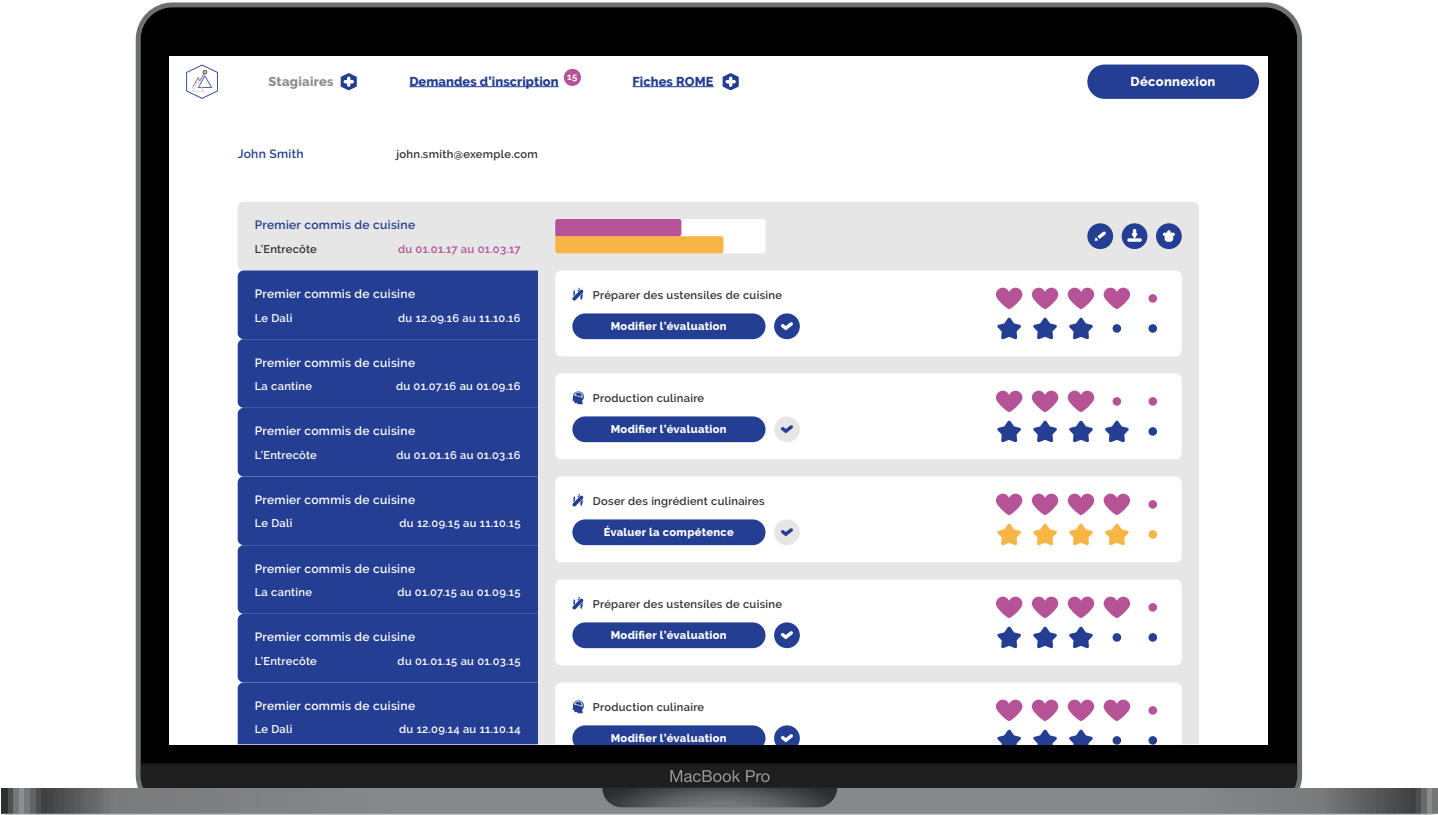 Stagiaires
Demandes d'inscription 15
Fiches ROME
Déconnexion
John Smith
john.smith@exemple.com
Premier commis de cuisine
L'Entrecôte du 01.01.17 au 01.03.17
Premier commis de cuisine
Le Dali du 12.09.16 au 11.10.16
Premier commis de cuisine
La cantine du 01.07.16 au 01.09.16
Premier commis de cuisine
L'Entrecôte du 01.01.16 au 01.03.16
Premier commis de cuisine
Le Dali du 12.09.15 au 11.10.15
Premier commis de cuisine
La cantine du 01.07.15 au 01.09.15
Premier commis de cuisine
L'Entrecôte du 01.01.15 au 01.03.15
Premier commis de cuisine
Le Dali du 12.09.14 au 11.10.14
Préparer des ustensiles de cuisine
Modifier l'évaluation
Production culinaire
Modifier l'évaluation
Doser des ingrédient culinaires
Évaluer la compétence
Préparer des ustensiles de cuisine
Modifier l'évaluation
Production culinaire
Modifier l'évaluation
MacBook Pro